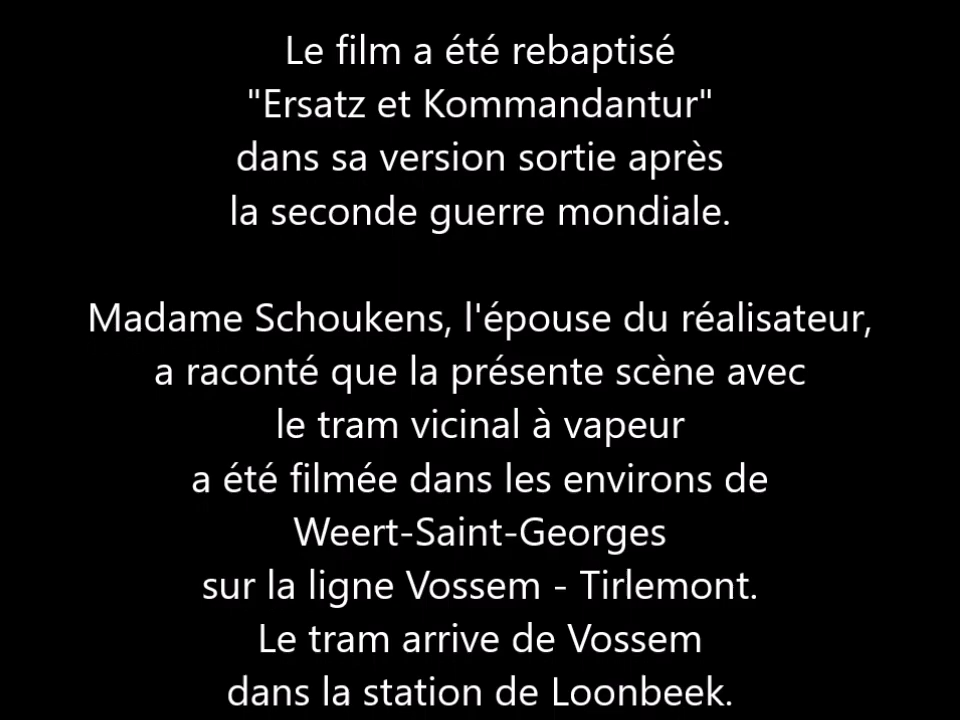 Le film a été rebaptisé
"Ersatz et Kommandantur"
dans sa version sortie après
la seconde guerre mondiale.
Madame Schoukens, l'épouse du réalisateur,
a raconté que la présente scène avec
le tram vicinal à vapeur
a été filmée dans les environs de
Weert-Saint-Georges
sur la ligne Vossem - Tirlemont.
Le tram arrive de Vossem
dans la station de Loonbeek.